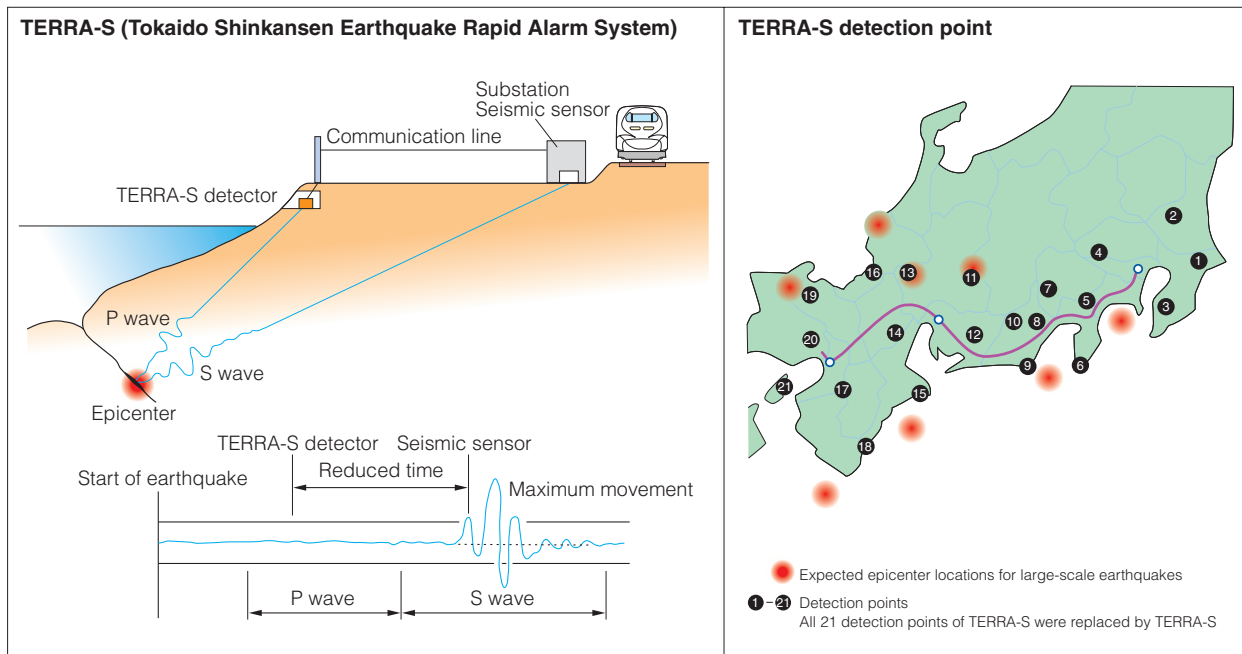 TERRA-S (Tokaido Shinkansen Earthquake Rapid Alarm System)
Substation
Seismic sensor
Communication line
TERRA-S detector
P wave
S wave
Epicenter
TERRA-S detector
Seismic sensor
Start of earthquake
Reduced time
Maximum movement
P wave
S wave
TERRA-S detection point
2
4
1
16
13
11
19
7
5
3
10
8
14
12
20
9
6
21
17
15
18
Expected epicenter locations for large-scale earthquakes
1 – 21 Detection points
All 21 detection points of TERRA-S were replaced by TERRA-S